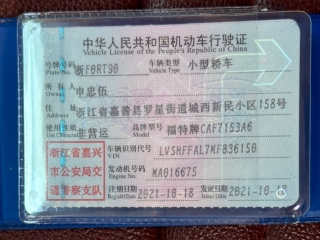 中华人民共和国机动车行驶证
Vehicle License of the People's Republic of China
号牌号码 浙F0RT90 车辆类型 小型轿车
Plate No. Vehicle Type
所有人 申忠伍
Owner
住址 浙江省嘉善县罗星街道城西新民小区158号
Address
使用性质 非营运 品牌型号 福特牌CAF7153A6
Use Character Model
浙江省嘉兴 车辆识别代号 LVSHFFAL7MF836150
VIN
市公安局交 发动机号码 MA016675
Engine No.
通警察支队 注册日期 2021-10-18 发证日期 2021-10-18
Register Date Issue Date